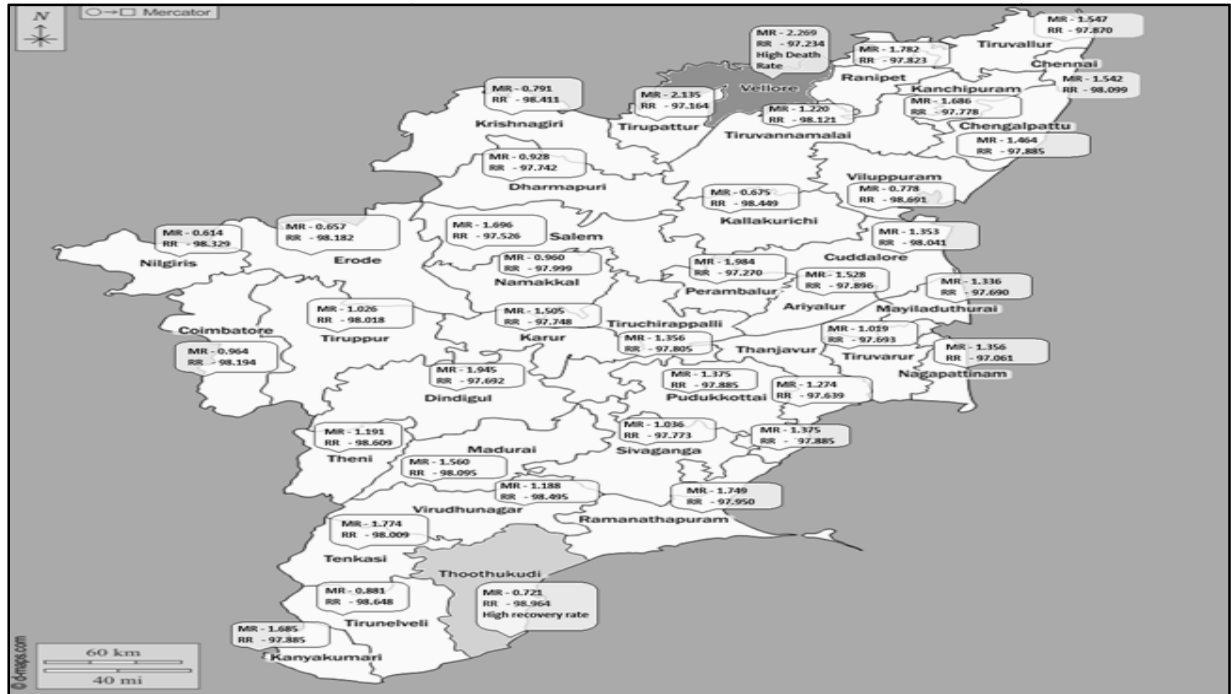 N
Mercator
MR - 1.547
RR - 97.870
Tiruvallur
Chennai
MR - 2.269
RR - 97.234
High Death
Rate
MR - 1.782
RR - 97.823
Ranipet
MR - 1.542
RR - 98.099
Kanchipuram
MR - 1.686
RR - 97.778
Vellore
MR - 0.791
RR - 98.411
Krishnagiri
MR - 2.135
RR - 97.164
Tirupattur
MR - 1.220
RR - 98.121
Tiruvannamalai
Chengalpattu
MR - 1.464
RR - 97.885
MR - 0.928
RR - 97.742
Dharmapuri
Viluppuram
MR - 0.778
RR - 98.691
MR - 0.675
RR - 98.449
Kallakurichi
MR - 0.614
RR - 98.329
Nilgiris
MR - 0.657
RR - 98.182
Erode
MR - 1.696
RR - 97.526
Salem
MR - 1.353
RR - 98.041
Cuddalore
MR - 0.960
RR - 97.999
Namakkal
MR - 1.984
RR - 97.270
Perambalur
MR - 1.528
RR - 97.896
Ariyalur
MR - 1.336
RR - 97.690
Mayiladuthurai
Coimbatore
MR - 0.964
RR - 98.194
MR - 1.026
RR - 98.018
Tiruppur
MR - 1.505
RR - 97.748
Karur
Tiruchirappalli
MR - 1.356
RR - 97.805
Thanjavur
MR - 1.019
RR - 97.693
Tiruvarur
MR - 1.356
RR - 97.061
Nagapattinam
MR - 1.945
RR - 97.692
Dindigul
MR - 1.375
RR - 97.885
Pudukkottai
MR - 1.274
RR - 97.639
MR - 1.191
RR - 98.609
Theni
Madurai
MR - 1.560
RR - 98.095
MR - 1.036
RR - 97.773
Sivaganga
MR - 1.375
RR - 97.885
MR - 1.188
RR - 98.495
Virudhunagar
MR - 1.749
RR - 97.950
Ramanathapuram
MR - 1.774
RR - 98.009
Tenkasi
Thoothukudi
MR - 0.721
RR - 98.964
High recovery rate
MR - 0.881
RR - 98.648
Tirunelveli
MR - 1.685
RR - 97.885
Kanyakumari
60 km
40 mi
© d-maps.com